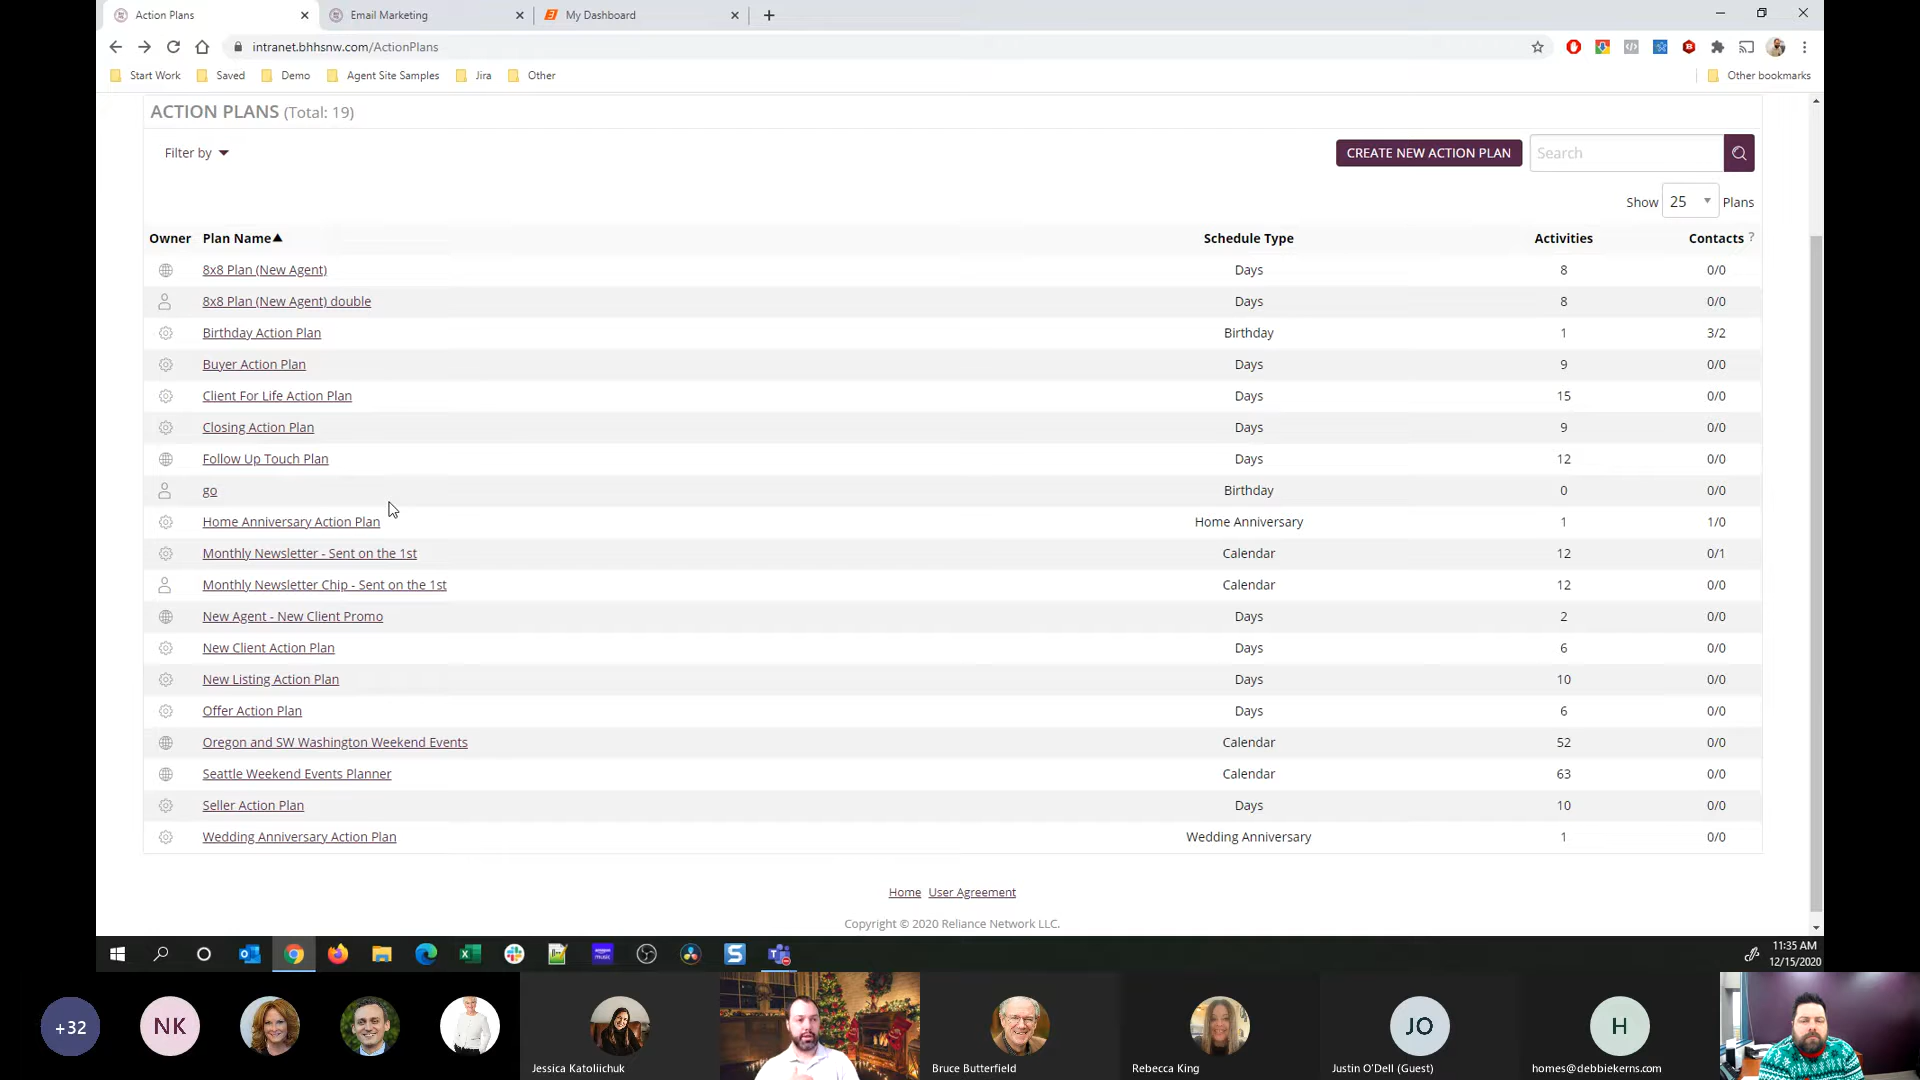 Action Plans
Email Marketing
My Dashboard
intranet.bhhsnw.com/ActionPlans
Start Work
Saved
Demo
Agent Site Samples
Jira
Other
Other bookmarks
ACTION PLANS (Total: 19)
Filter by
CREATE NEW ACTION PLAN
Search
Show 25 Plans
Owner Plan Name Schedule Type Activities Contacts ?
8x8 Plan (New Agent) Days 8 0/0
8x8 Plan (New Agent) double Days 8 0/0
Birthday Action Plan Birthday 1 3/2
Buyer Action Plan Days 9 0/0
Client For Life Action Plan Days 15 0/0
Closing Action Plan Days 9 0/0
Follow Up Touch Plan Days 12 0/0
go Birthday 0 0/0
Home Anniversary Action Plan Home Anniversary 1 1/0
Monthly Newsletter - Sent on the 1st Calendar 12 0/1
Monthly Newsletter Chip - Sent on the 1st Calendar 12 0/0
New Agent - New Client Promo Days 2 0/0
New Client Action Plan Days 6 0/0
New Listing Action Plan Days 10 0/0
Offer Action Plan Days 6 0/0
Oregon and SW Washington Weekend Events Calendar 52 0/0
Seattle Weekend Events Planner Calendar 63 0/0
Seller Action Plan Days 10 0/0
Wedding Anniversary Action Plan Wedding Anniversary 1 0/0
Home User Agreement
Copyright © 2020 Reliance Network LLC.
11:35 AM
12/15/2020
+32
NK
JO
H
Jessica Katoliichuk
Bruce Butterfield
Rebecca King
Justin O'Dell (Guest)
homes@debbiekerns.com